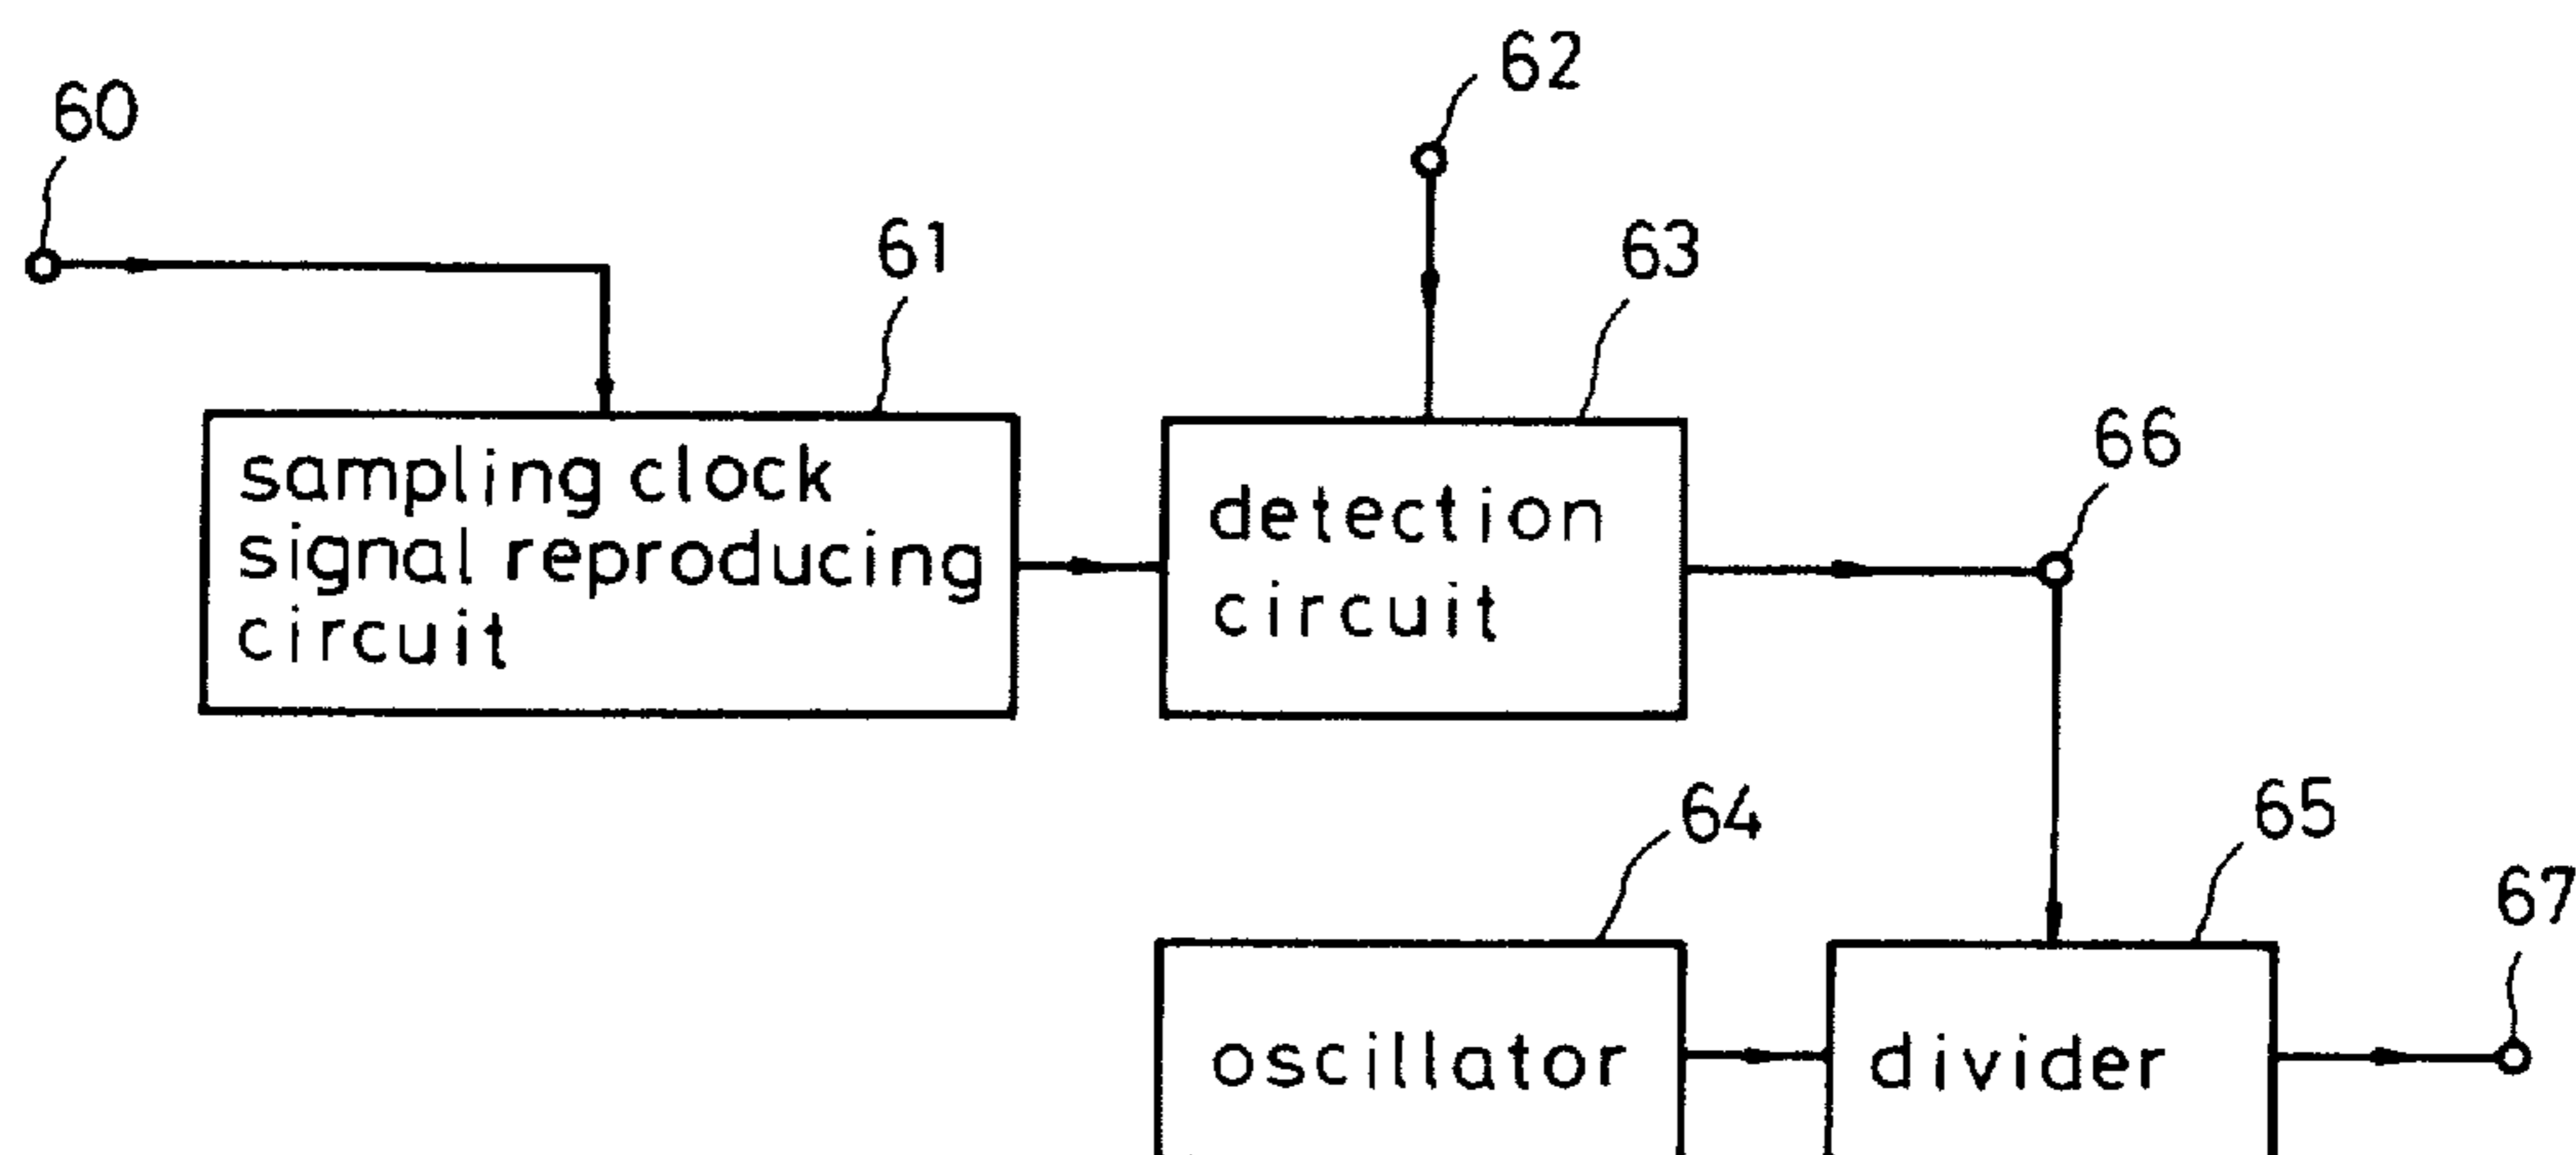 62
60
61
63
sampling clock
signal reproducing
circuit
detection
circuit
66
64
65
67
oscillator
divider